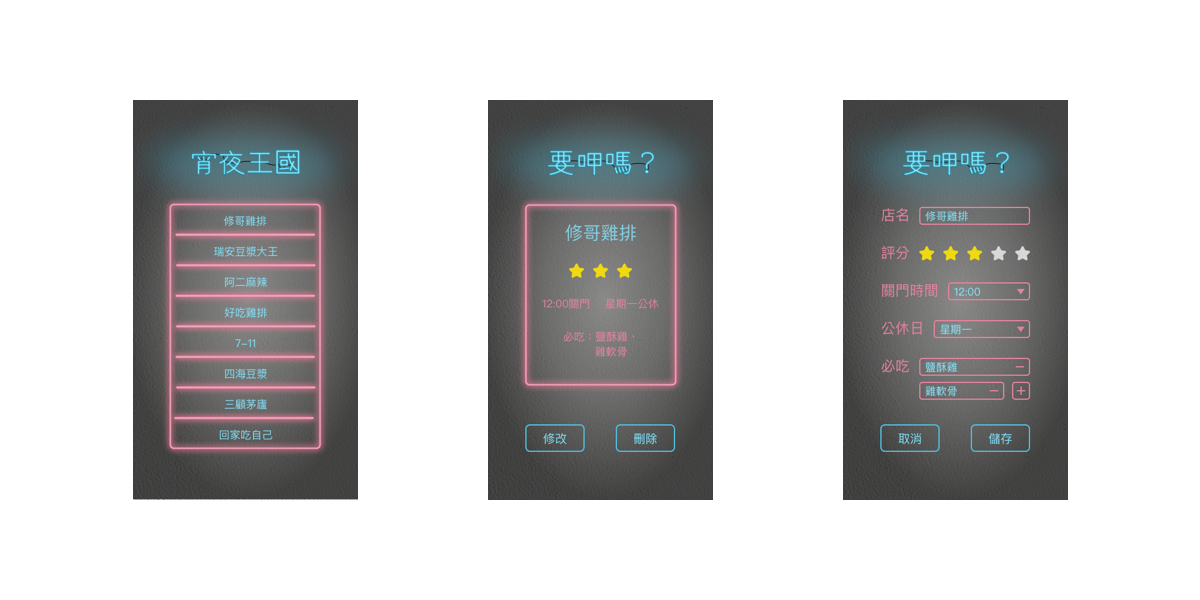 宵夜王國
修哥雞排
瑞安豆漿大王
阿二麻辣
好吃雞排
7-11
四海豆漿
三顧茅廬
回家吃自己
要呷嗎？
修哥雞排
12:00關門 星期一公休
必吃：鹽酥雞、
雞軟骨
修改 刪除
要呷嗎？
店名 修哥雞排
評分
關門時間 12:00
公休日 星期一
必吃 鹽酥雞 −
雞軟骨 − +
取消 儲存